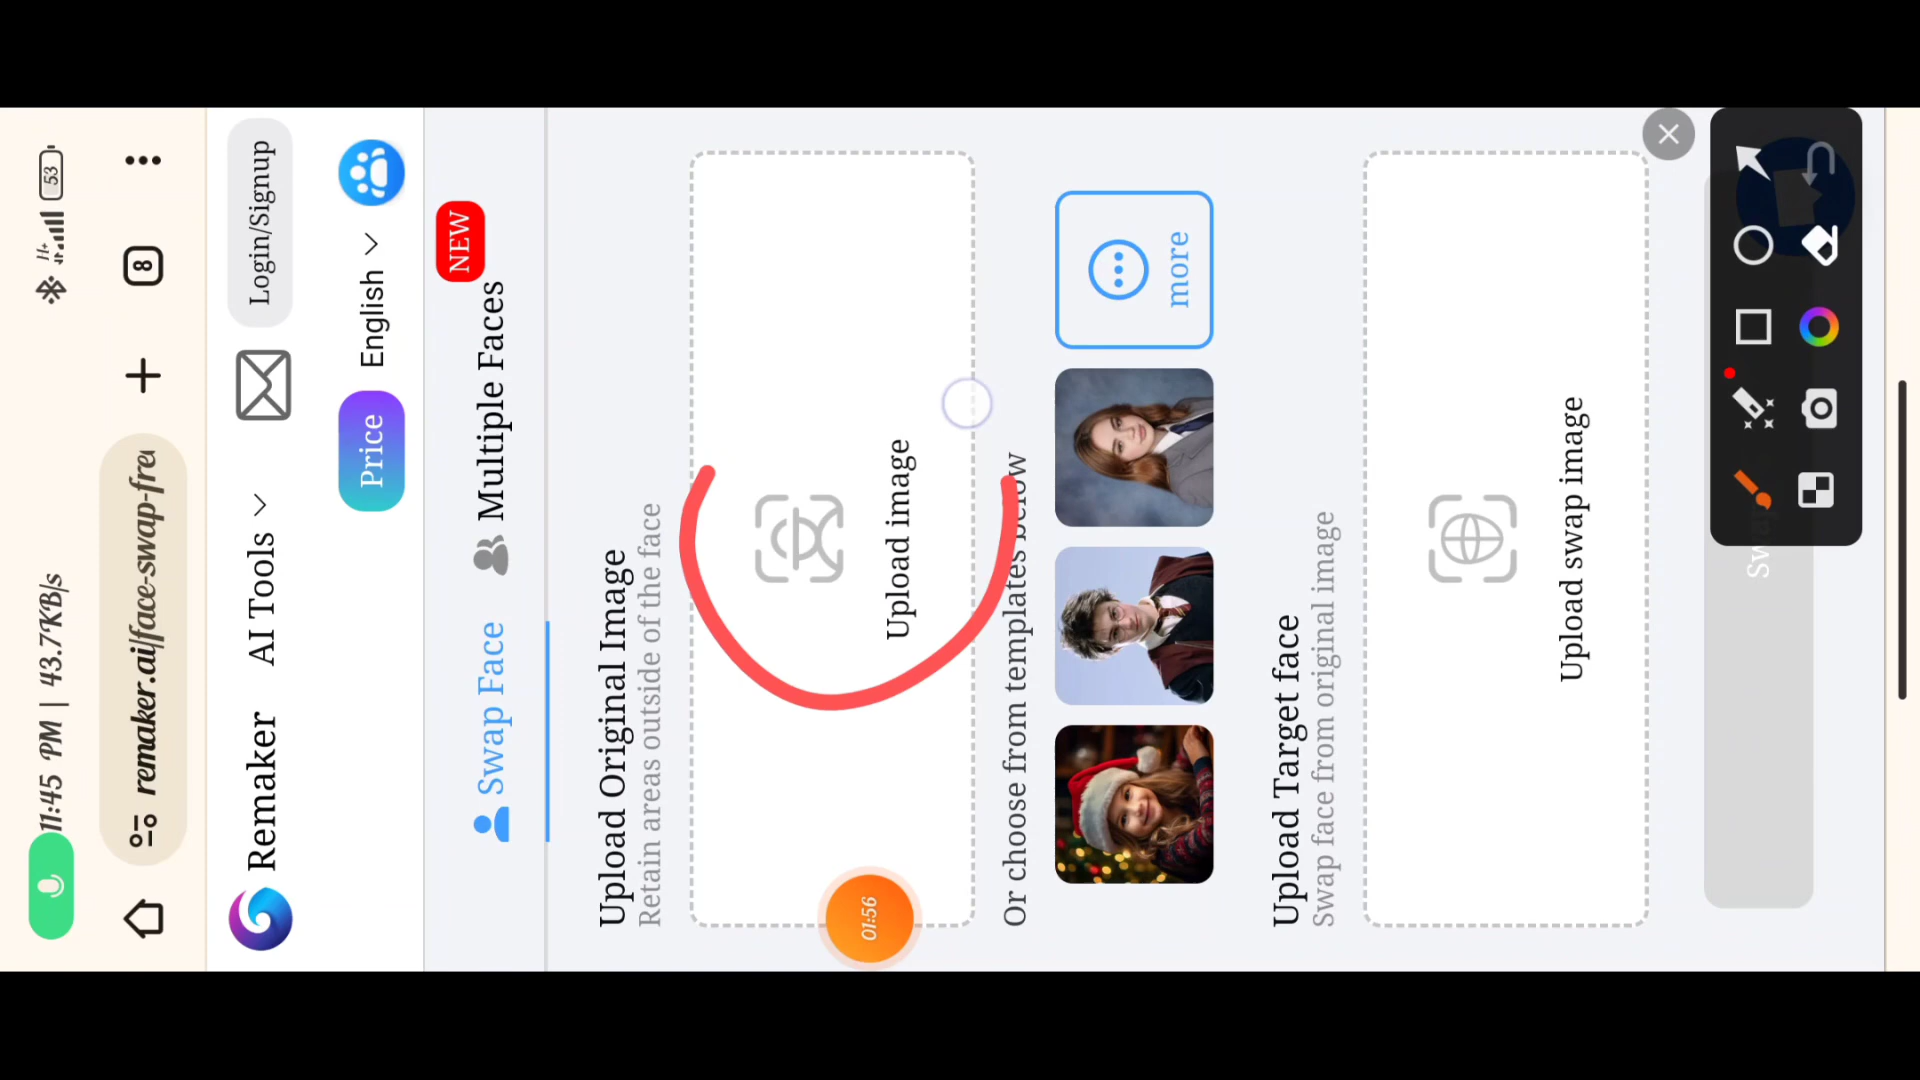 11:45 PM | 43.7KB/s
H+
53
remaker.ai/face-swap-fre
8
Remaker
AI Tools
Login/Signup
Price
English
Swap Face
Multiple Faces
NEW
Upload Original Image
Retain areas outside of the face
Upload image
01:56
Or choose from templates below
more
Upload Target face
Swap face from original image
Upload swap image